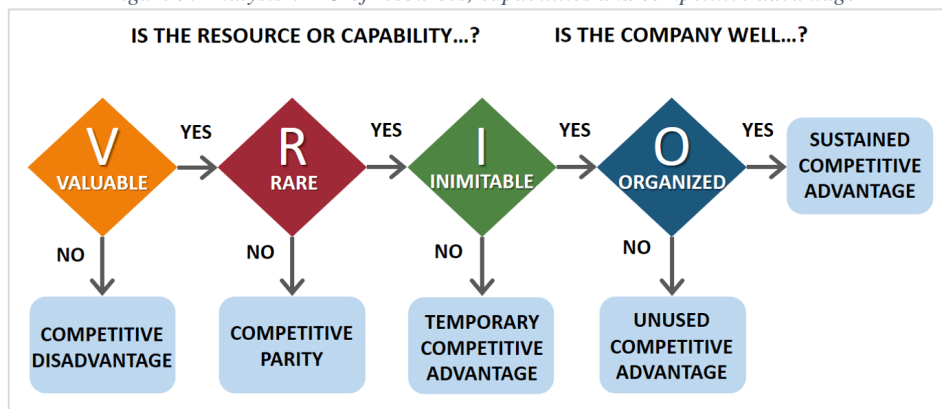 IS THE RESOURCE OR CAPABILITY...?
IS THE COMPANY WELL...?
V
VALUABLE
YES
R
RARE
YES
I
INIMITABLE
YES
O
ORGANIZED
YES
SUSTAINED
COMPETITIVE
ADVANTAGE
NO
COMPETITIVE
DISADVANTAGE
NO
COMPETITIVE
PARITY
NO
TEMPORARY
COMPETITIVE
ADVANTAGE
NO
UNUSED
COMPETITIVE
ADVANTAGE